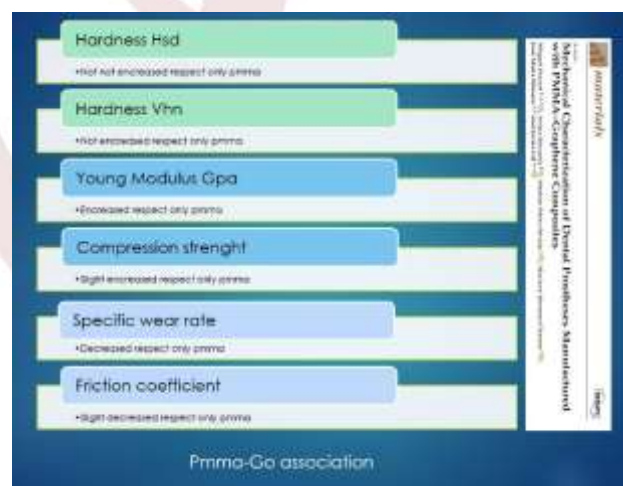 Hardness Hsd
•Not not encreased respect only pmma
Hardness Vhn
•Not encreased respect only pmma
Young Modulus Gpa
•Encreased respect only pmma
Compression strenght
•Slight encreased respect only pmma
Specific wear rate
•Decreased respect only pmma
Friction coefficient
•Slight decreased respect only pmma
Pmma-Go association
materials
Mechanical Characterization of Dental Prostheses Manufactured
with PMMA–Graphene Composites